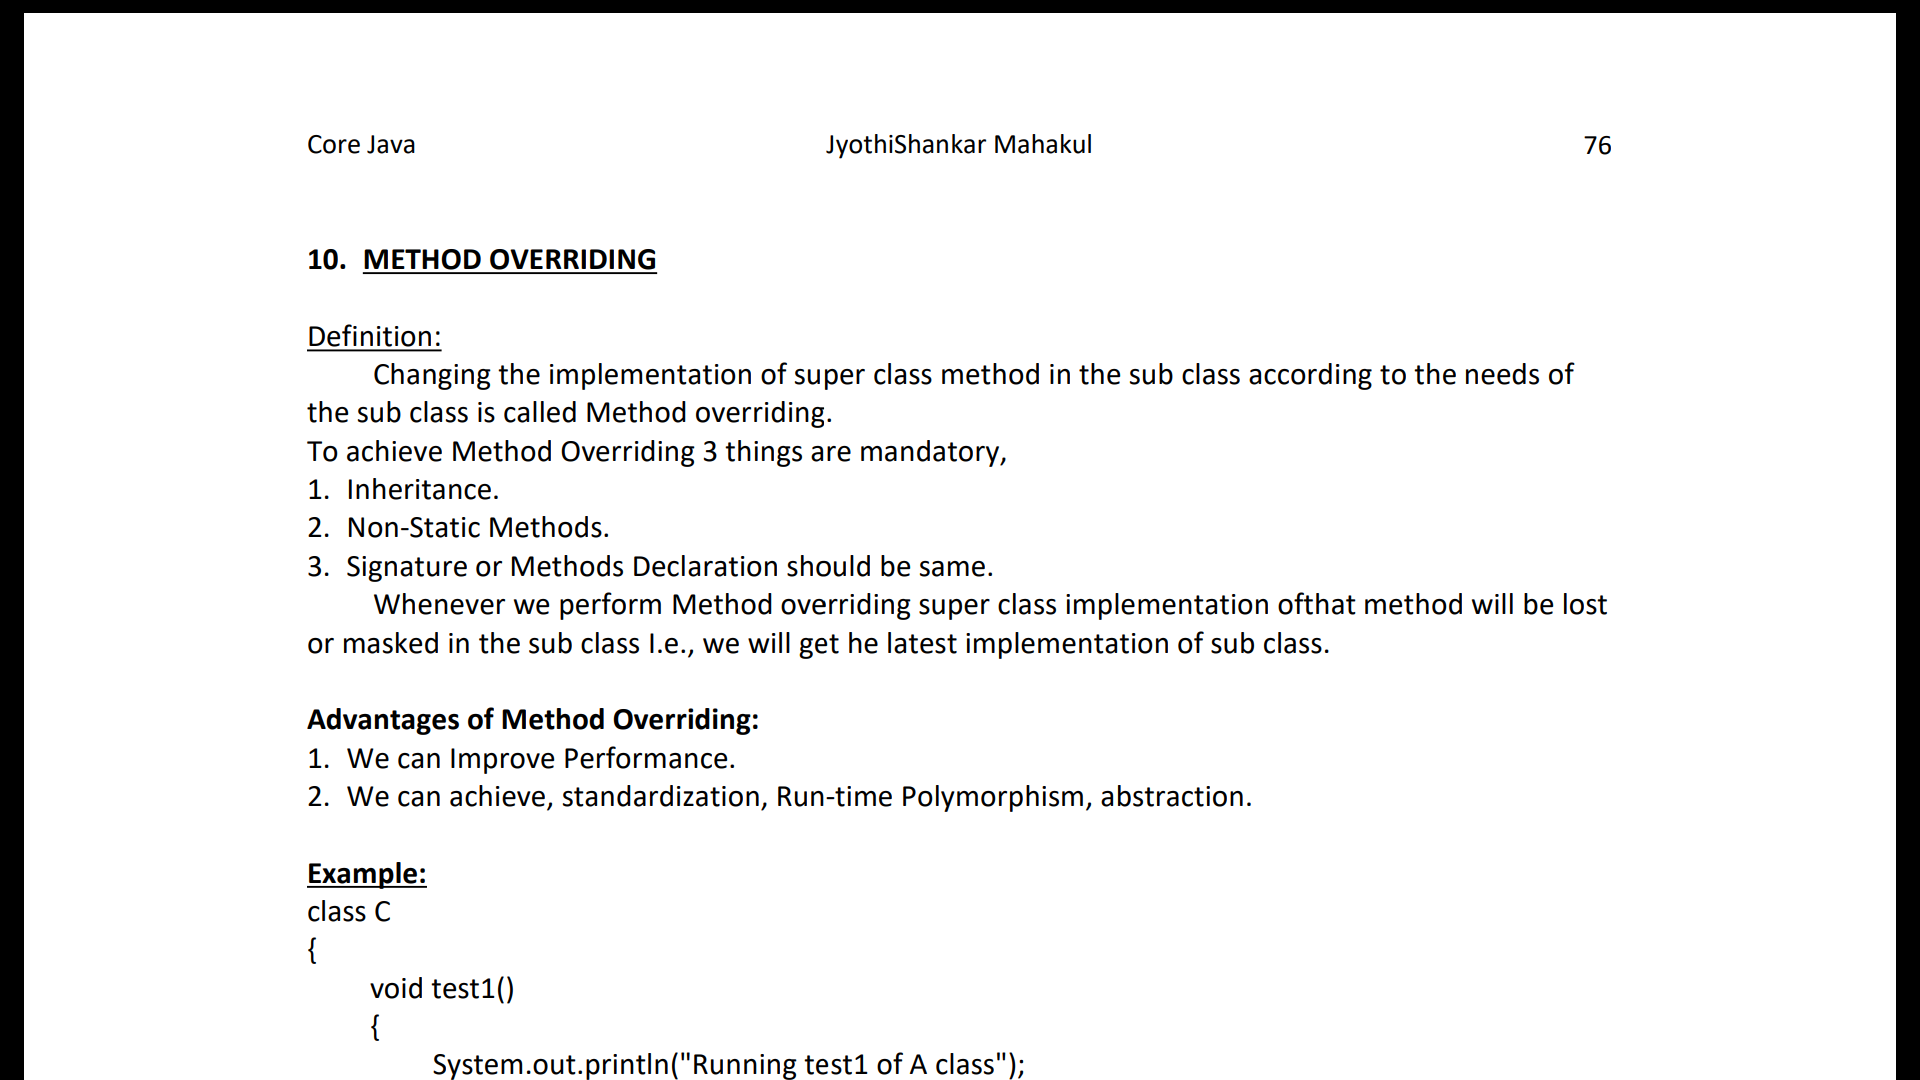 Core Java JyothiShankar Mahakul 76
10. METHOD OVERRIDING
Definition:
Changing the implementation of super class method in the sub class according to the needs of
the sub class is called Method overriding.
To achieve Method Overriding 3 things are mandatory,
1. Inheritance.
2. Non-Static Methods.
3. Signature or Methods Declaration should be same.
Whenever we perform Method overriding super class implementation ofthat method will be lost
or masked in the sub class I.e., we will get he latest implementation of sub class.
Advantages of Method Overriding:
1. We can Improve Performance.
2. We can achieve, standardization, Run-time Polymorphism, abstraction.
Example:
class C
{
void test1()
{
System.out.println("Running test1 of A class");